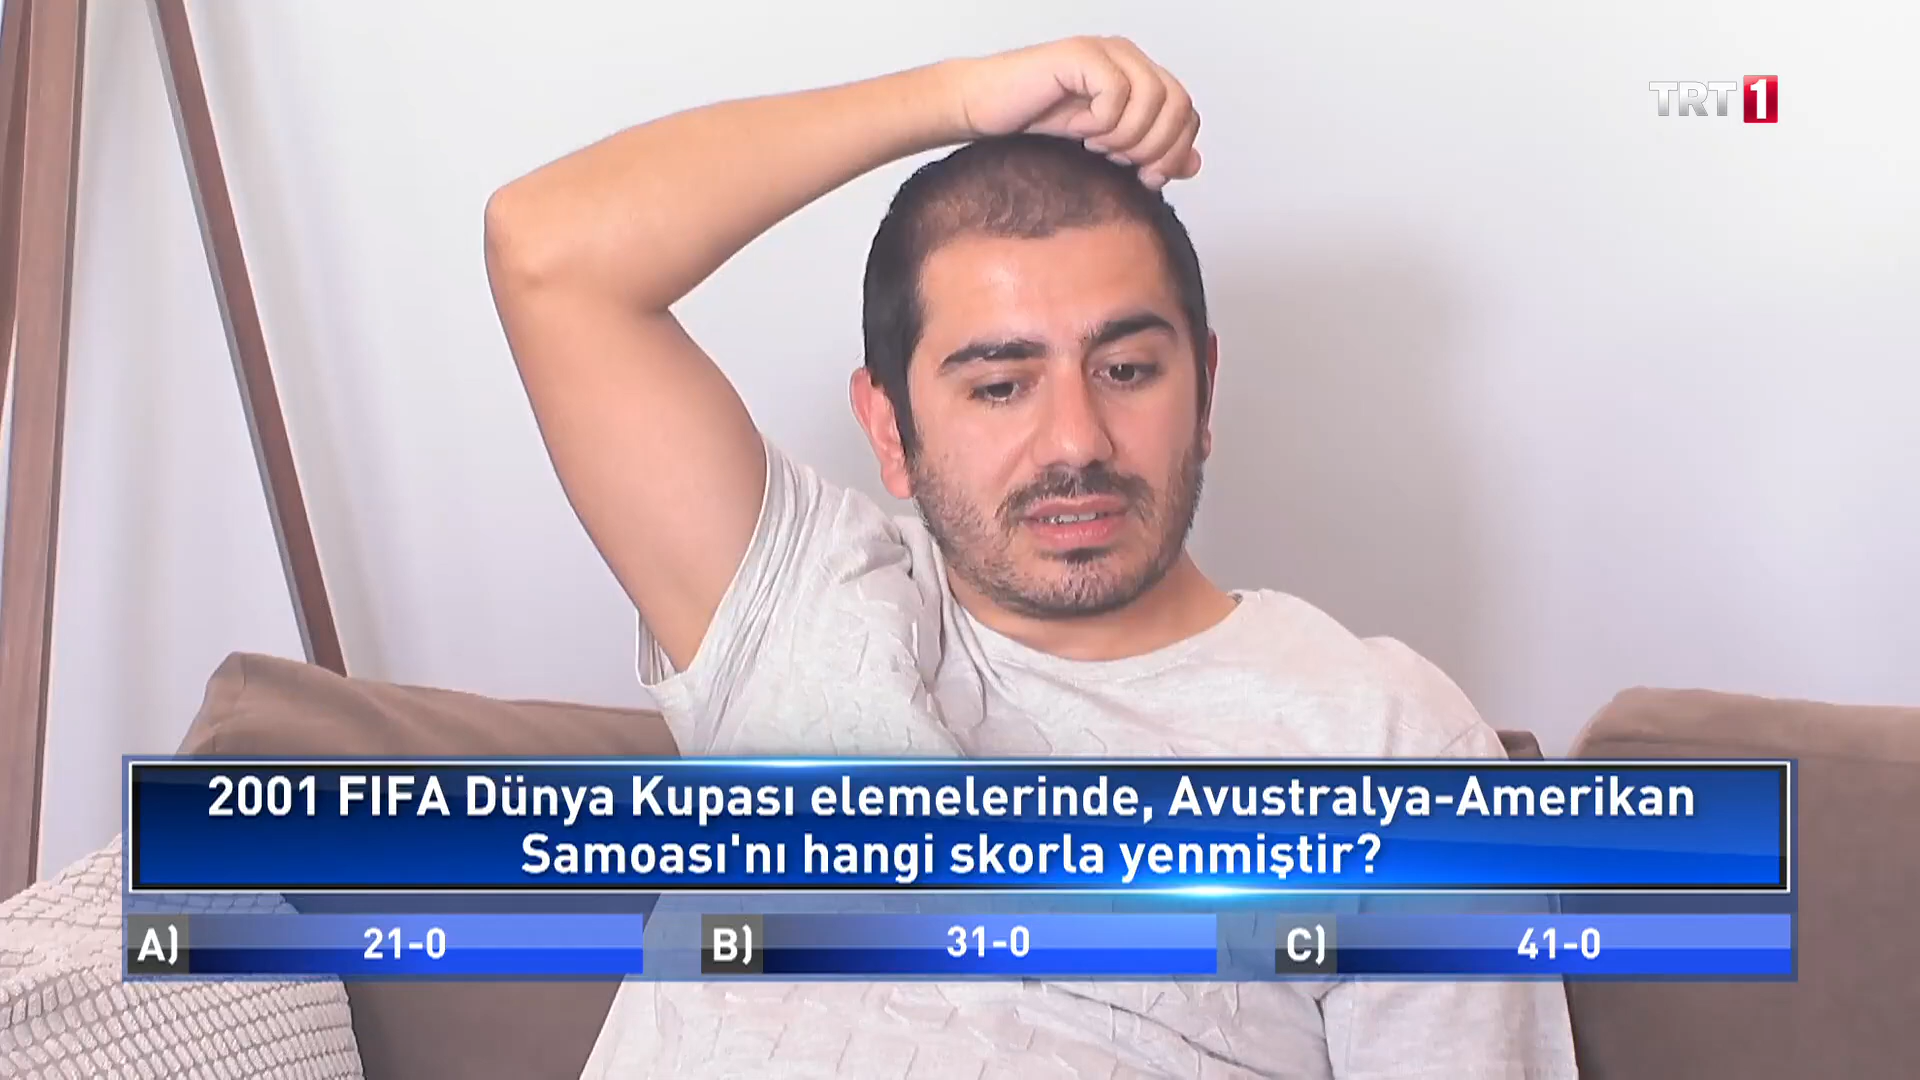 TRT 1
2001 FIFA Dünya Kupası elemelerinde, Avustralya-Amerikan
Samoası'nı hangi skorla yenmiştir?
A) 21-0
B) 31-0
C) 41-0